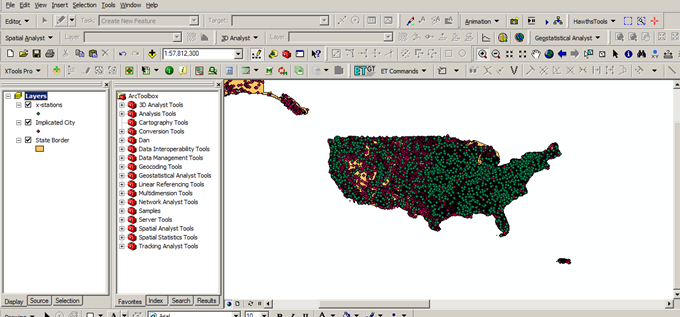 File Edit View Insert Selection Tools Window Help
Editor Task: Create New Feature Target: Animation HawthsTools
Spatial Analyst Layer: 3D Analyst Layer: Geostatistical Analyst
1:57,812,300
XTools Pro ET GT ET Commands
Layers
x-stations
Implicated City
State Border
ArcToolbox
3D Analyst Tools
Analysis Tools
Cartography Tools
Conversion Tools
Dan
Data Interoperability Tools
Data Management Tools
Geocoding Tools
Geostatistical Analyst Tools
Linear Referencing Tools
Multidimension Tools
Network Analyst Tools
Samples
Server Tools
Spatial Analyst Tools
Spatial Statistics Tools
Tracking Analyst Tools
Display Source Selection
Favorites Index Search Results
Drawing Arial 10 B I U A